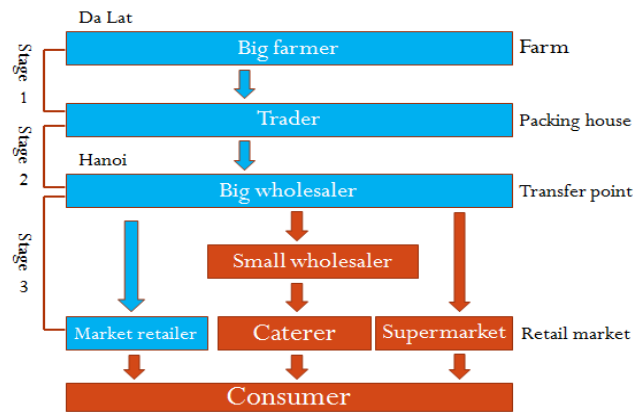 Da Lat
Big farmer
Farm
Stage
1
Trader
Packing house
Stage
2
Hanoi
Big wholesaler
Transfer point
Stage
3
Small wholesaler
Market retailer
Caterer
Supermarket
Retail market
Consumer